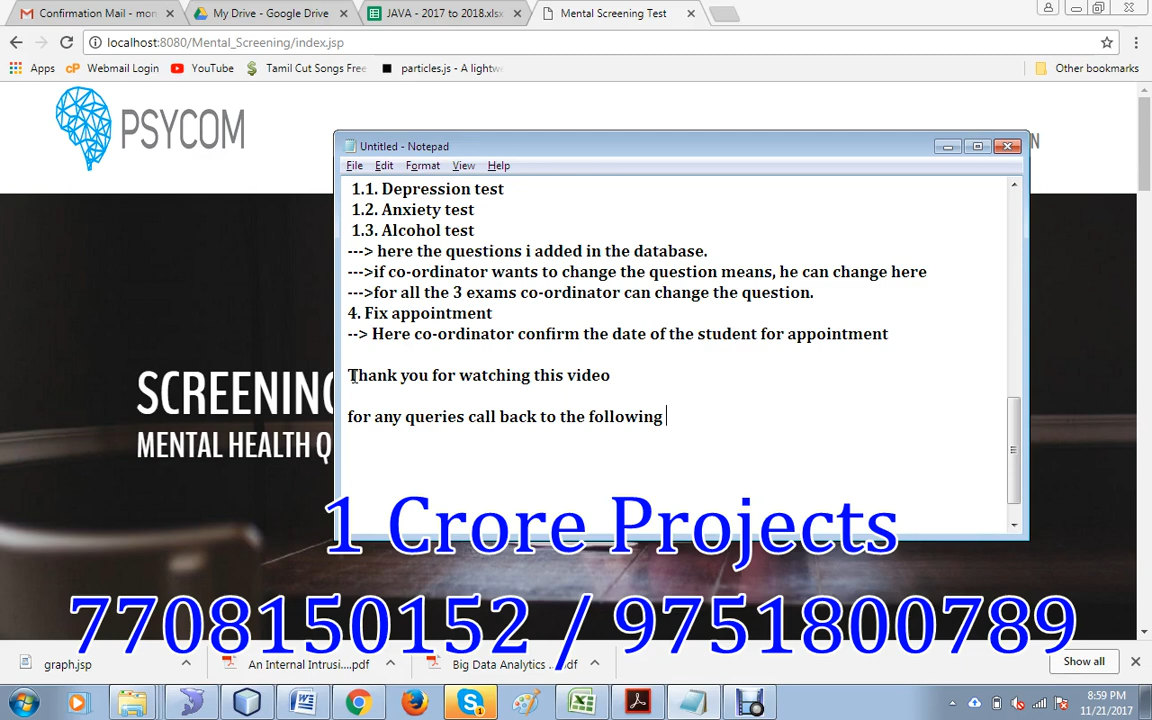 Confirmation Mail - mon
My Drive - Google Drive
JAVA - 2017 to 2018.xlsx
Mental Screening Test
localhost:8080/Mental_Screening/index.jsp
Apps
cP Webmail Login
YouTube
Tamil Cut Songs Free
particles.js - A lightw
Other bookmarks
PSYCOM
Untitled - Notepad
File Edit Format View Help
1.1. Depression test
1.2. Anxiety test
1.3. Alcohol test
---> here the questions i added in the database.
--->if co-ordinator wants to change the question means, he can change here
--->for all the 3 exams co-ordinator can change the question.
4. Fix appointment
--> Here co-ordinator confirm the date of the student for appointment
Thank you for watching this video
for any queries call back to the following
SCREENING
MENTAL HEALTH Q
1 Crore Projects
7708150152 / 9751800789
graph.jsp
An Internal Intrusi....pdf
Big Data Analytics
df
Show all
8:59 PM
11/21/2017